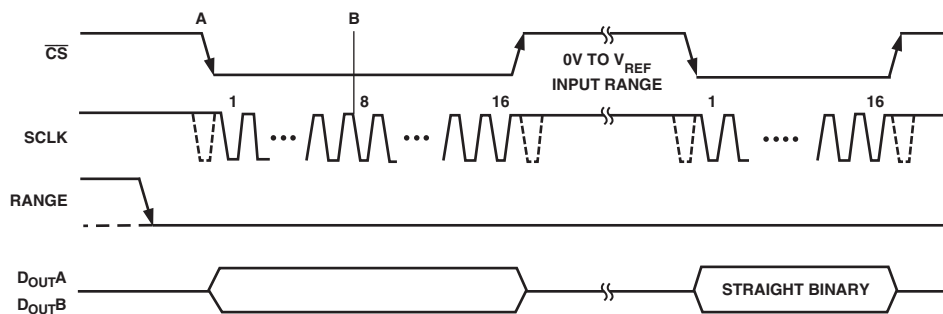 A B
CS
0V TO VREF
INPUT RANGE
1 8 16 1 16
SCLK
RANGE
DOUTA
DOUTB
STRAIGHT BINARY